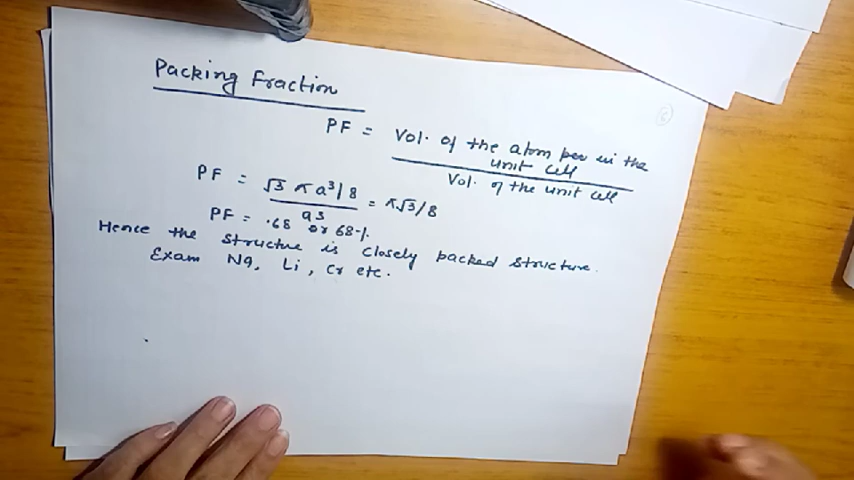 Packing Fraction
PF = Vol. of the atom per in the unit cell
Vol. of the unit cell
PF = √3 π a³/8 / a³ = π√3/8
PF = .68 or 68%
Hence the structure is closely packed structure.
Exam Na, Li, Cr etc.